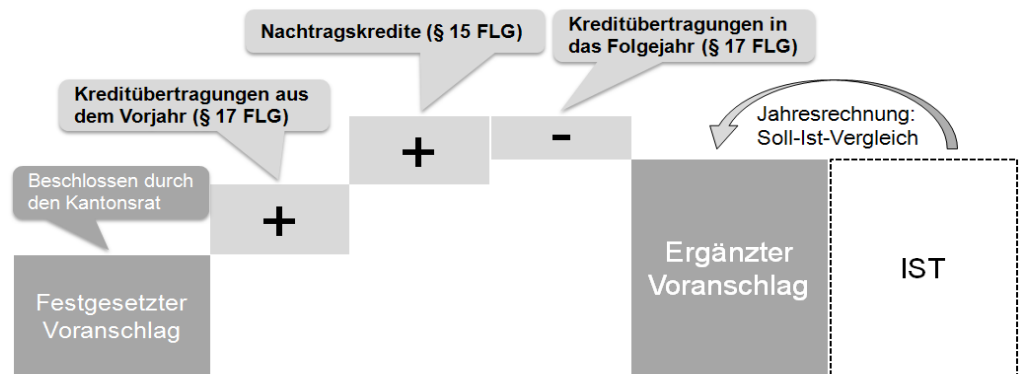 Nachtragskredite (§ 15 FLG)
Kreditübertragungen in
das Folgejahr (§ 17 FLG)
Kreditübertragungen aus
dem Vorjahr (§ 17 FLG)
Jahresrechnung:
Soll-Ist-Vergleich
+
-
Beschlossen durch
den Kantonsrat
+
Festgesetzter
Voranschlag
Ergänzter
Voranschlag
IST